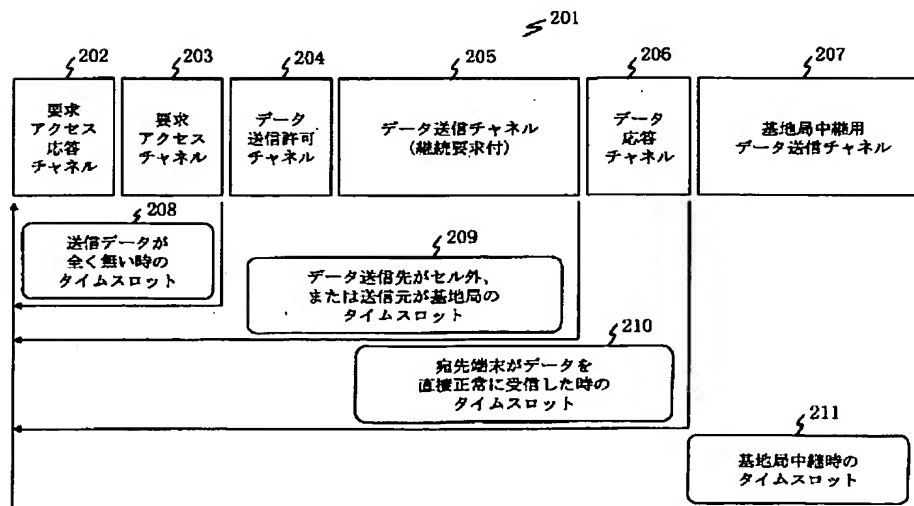 201
202
203
204
205
206
207
要求
アクセス
応答
チャネル
要求
アクセス
チャネル
データ
送信許可
チャネル
データ送信チャネル
(継続要求付)
データ
応答
チャネル
基地局中継用
データ送信チャネル
208
送信データが
全く無い時の
タイムスロット
209
データ送信先がセル外、
または送信元が基地局の
タイムスロット
210
宛先端末がデータを
直接正常に受信した時の
タイムスロット
211
基地局中継時の
タイムスロット